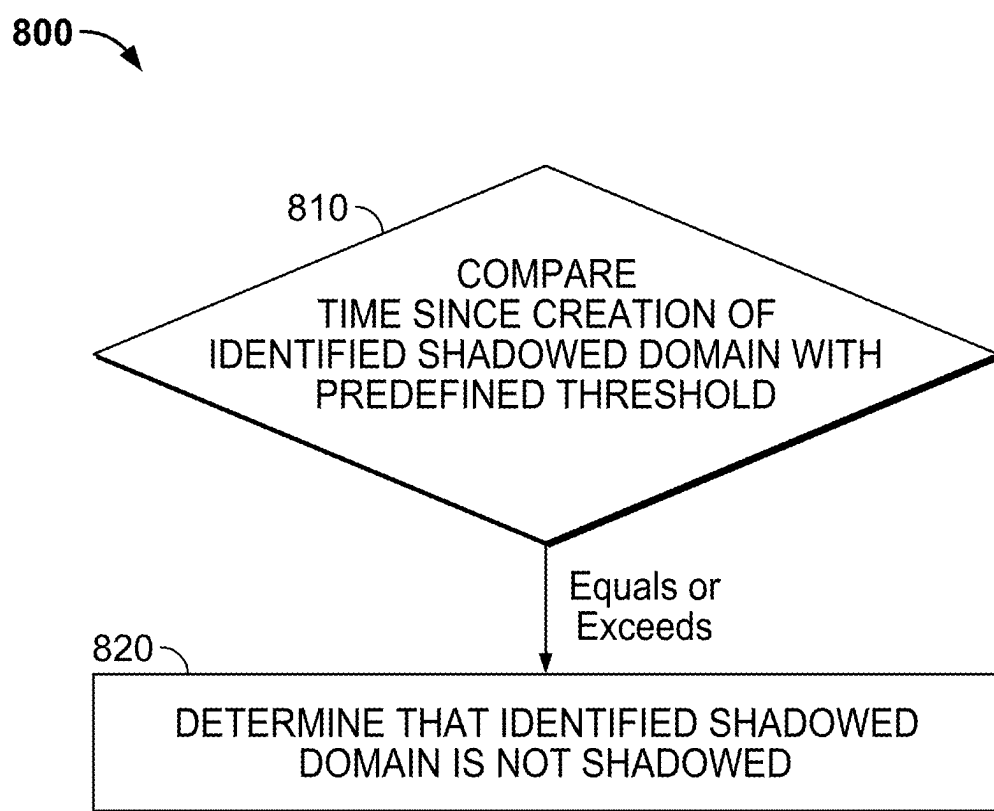 800
810
COMPARE
TIME SINCE CREATION OF
IDENTIFIED SHADOWED DOMAIN WITH
PREDEFINED THRESHOLD
Equals or
Exceeds
820
DETERMINE THAT IDENTIFIED SHADOWED
DOMAIN IS NOT SHADOWED